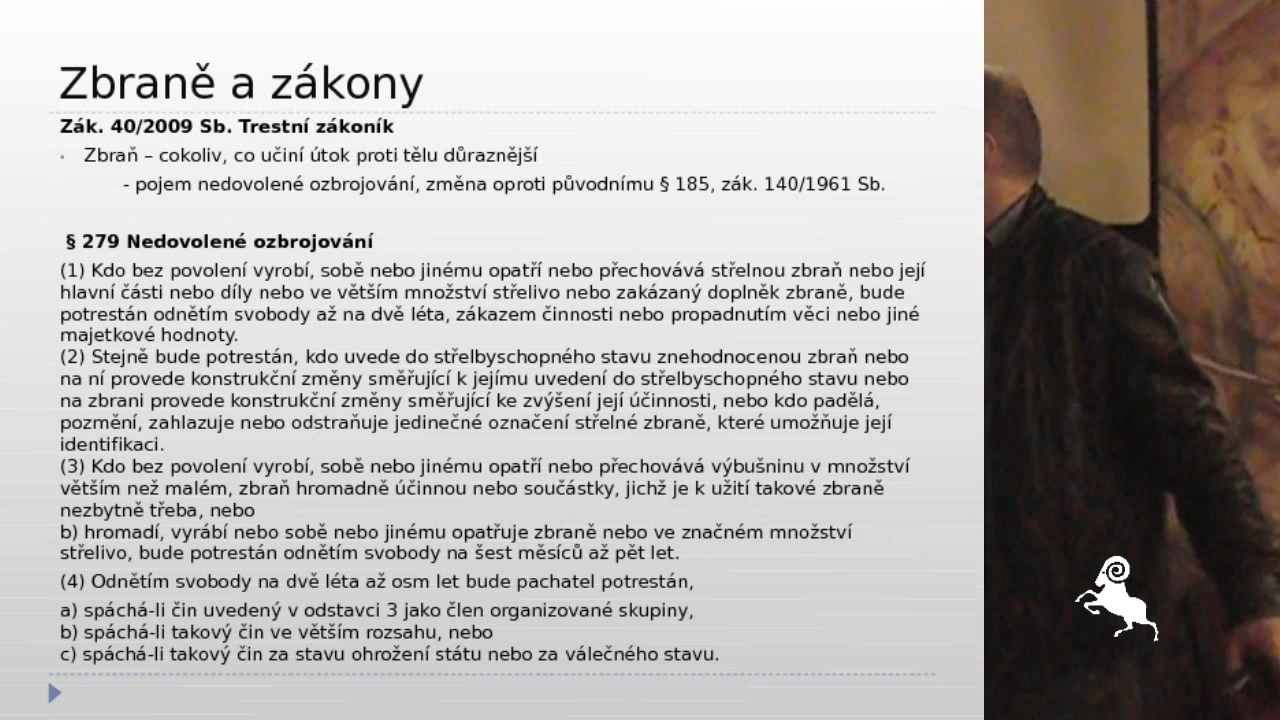 Zbraně a zákony
Zák. 40/2009 Sb. Trestní zákoník
Zbraň – cokoliv, co učiní útok proti tělu důraznější
- pojem nedovolené ozbrojování, změna oproti původnímu § 185, zák. 140/1961 Sb.
§ 279 Nedovolené ozbrojování
(1) Kdo bez povolení vyrobí, sobě nebo jinému opatří nebo přechovává střelnou zbraň nebo její
hlavní části nebo díly nebo ve větším množství střelivo nebo zakázaný doplněk zbraně, bude
potrestán odnětím svobody až na dvě léta, zákazem činnosti nebo propadnutím věci nebo jiné
majetkové hodnoty.
(2) Stejně bude potrestán, kdo uvede do střelbyschopného stavu znehodnocenou zbraň nebo
na ní provede konstrukční změny směřující k jejímu uvedení do střelbyschopného stavu nebo
na zbrani provede konstrukční změny směřující ke zvýšení její účinnosti, nebo kdo padělá,
pozmění, zahlazuje nebo odstraňuje jedinečné označení střelné zbraně, které umožňuje její
identifikaci.
(3) Kdo bez povolení vyrobí, sobě nebo jinému opatří nebo přechovává výbušninu v množství
větším než malém, zbraň hromadně účinnou nebo součástky, jichž je k užití takové zbraně
nezbytně třeba, nebo
b) hromadí, vyrábí nebo sobě nebo jinému opatřuje zbraně nebo ve značném množství
střelivo, bude potrestán odnětím svobody na šest měsíců až pět let.
(4) Odnětím svobody na dvě léta až osm let bude pachatel potrestán,
a) spáchá-li čin uvedený v odstavci 3 jako člen organizované skupiny,
b) spáchá-li takový čin ve větším rozsahu, nebo
c) spáchá-li takový čin za stavu ohrožení státu nebo za válečného stavu.